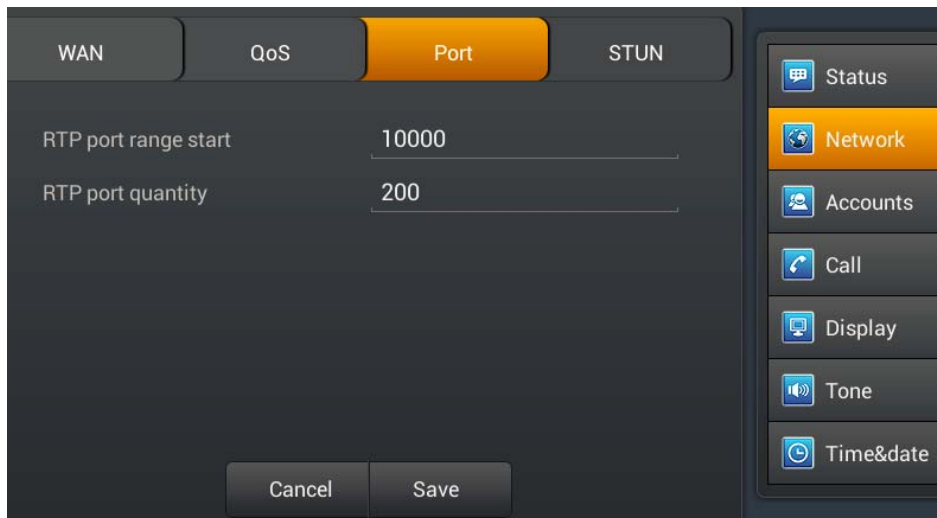 WAN
QoS
Port
STUN
RTP port range start
10000
RTP port quantity
200
Cancel
Save
Status
Network
Accounts
Call
Display
Tone
Time&date